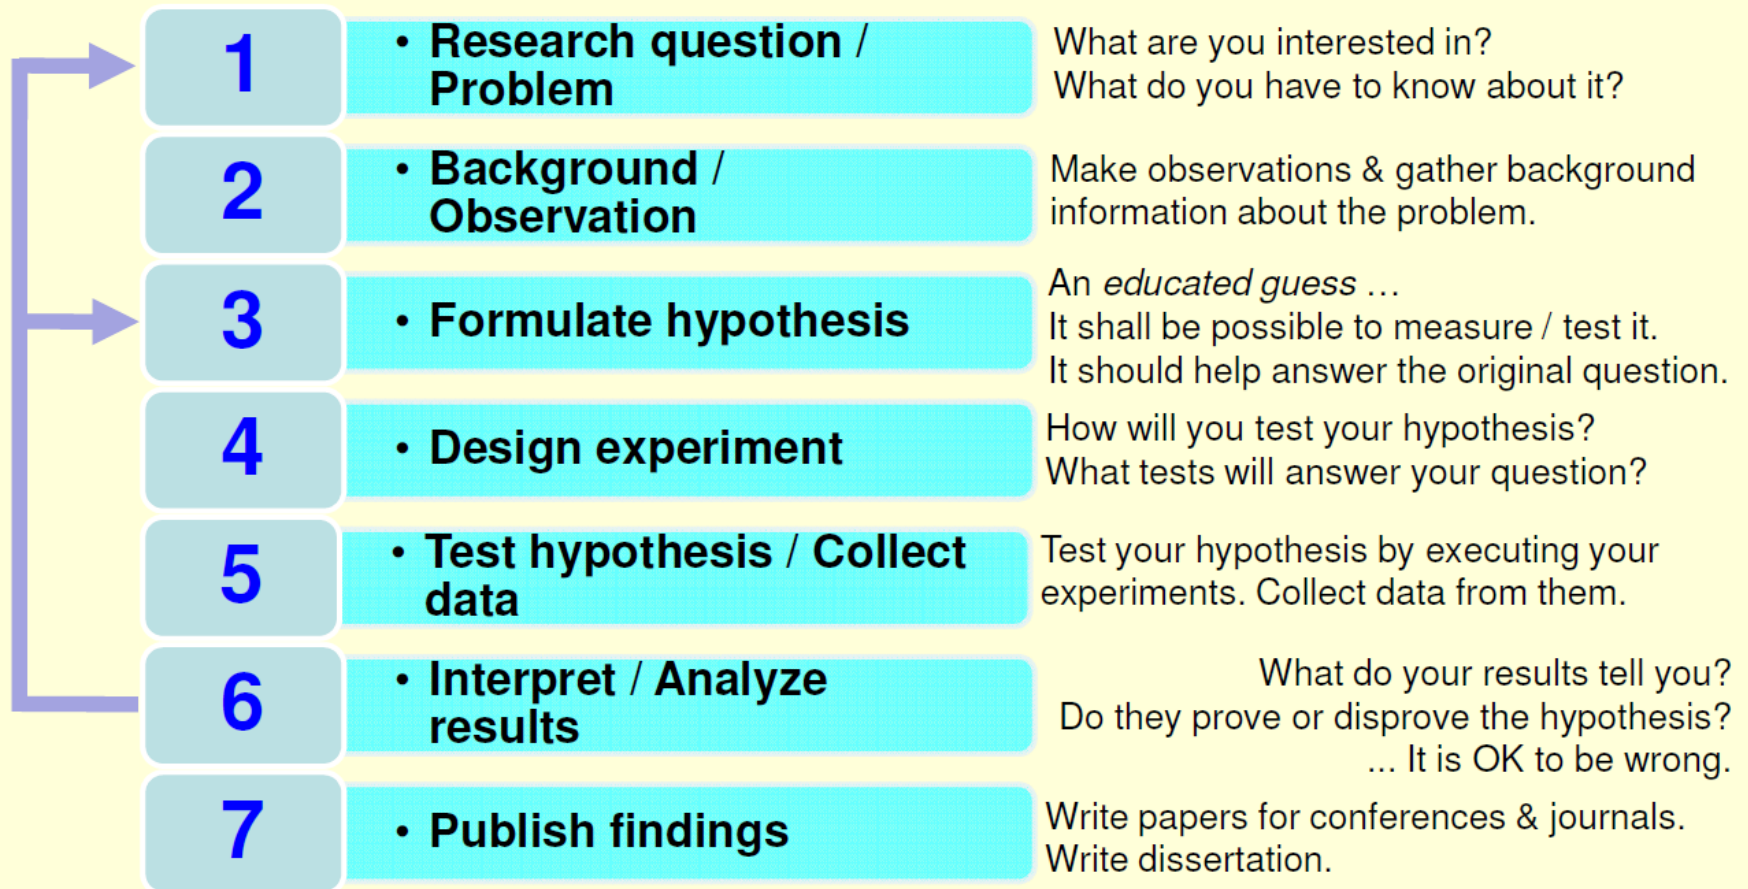 1
• Research question /
Problem
What are you interested in?
What do you have to know about it?
2
• Background /
Observation
Make observations & gather background
information about the problem.
3
• Formulate hypothesis
An educated guess …
It shall be possible to measure / test it.
It should help answer the original question.
4
• Design experiment
How will you test your hypothesis?
What tests will answer your question?
5
• Test hypothesis / Collect
data
Test your hypothesis by executing your
experiments. Collect data from them.
6
• Interpret / Analyze
results
What do your results tell you?
Do they prove or disprove the hypothesis?
... It is OK to be wrong.
7
• Publish findings
Write papers for conferences & journals.
Write dissertation.